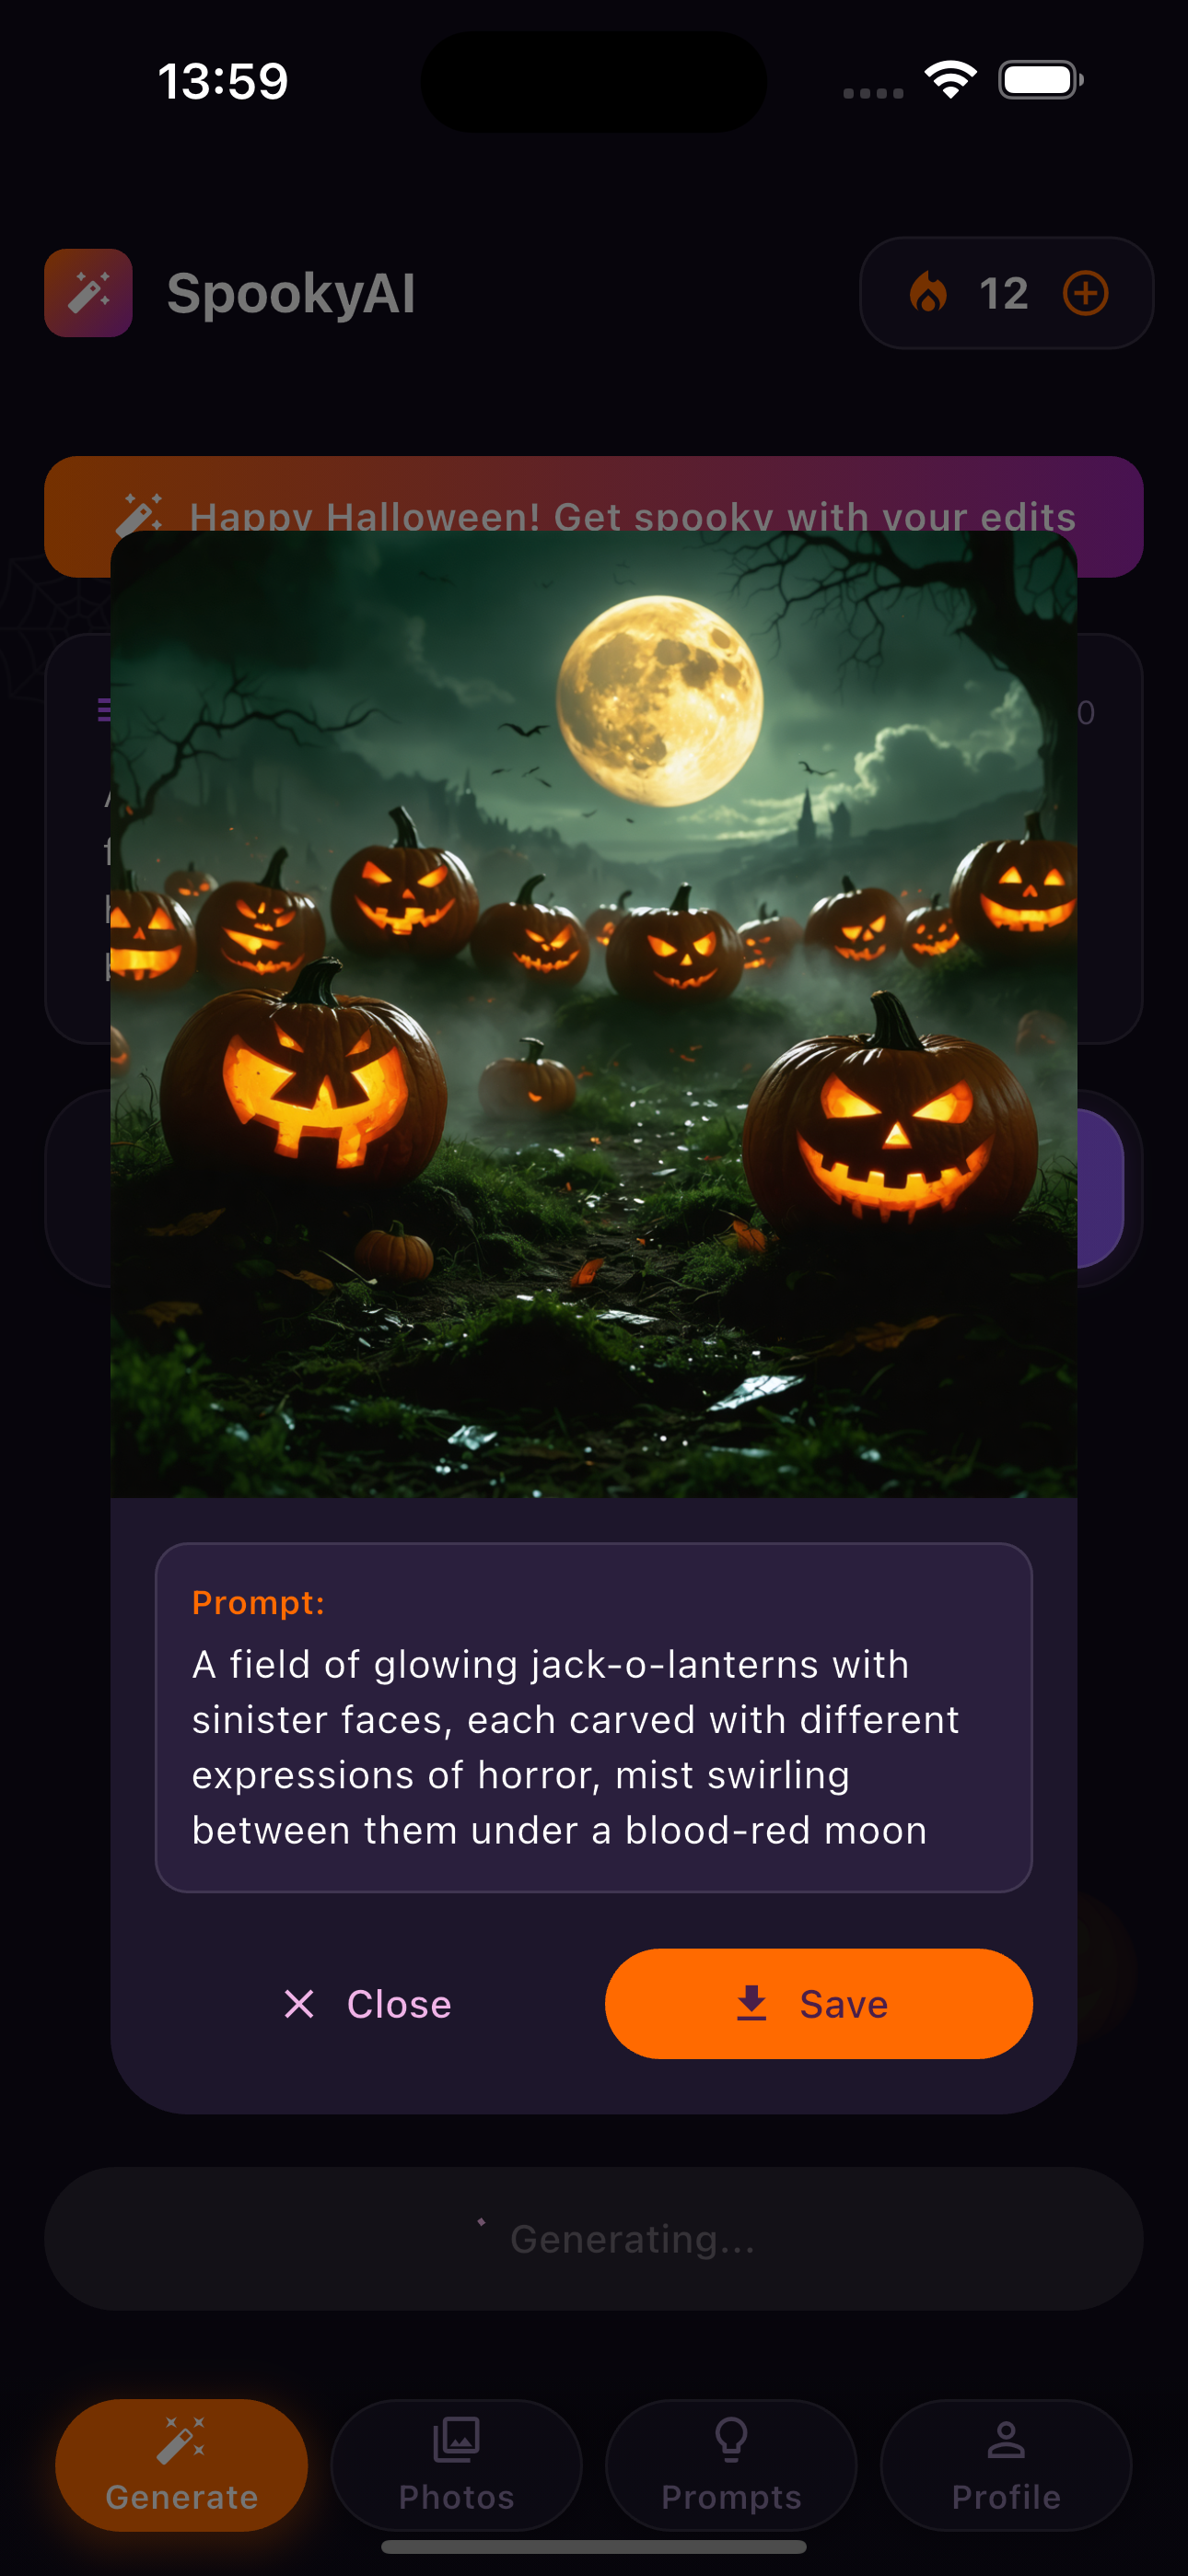 13:59
SpookyAI
12
Happy Halloween! Get spooky with your edits
0
Prompt:
A field of glowing jack-o-lanterns with
sinister faces, each carved with different
expressions of horror, mist swirling
between them under a blood-red moon
Close
Save
Generating...
Generate
Photos
Prompts
Profile